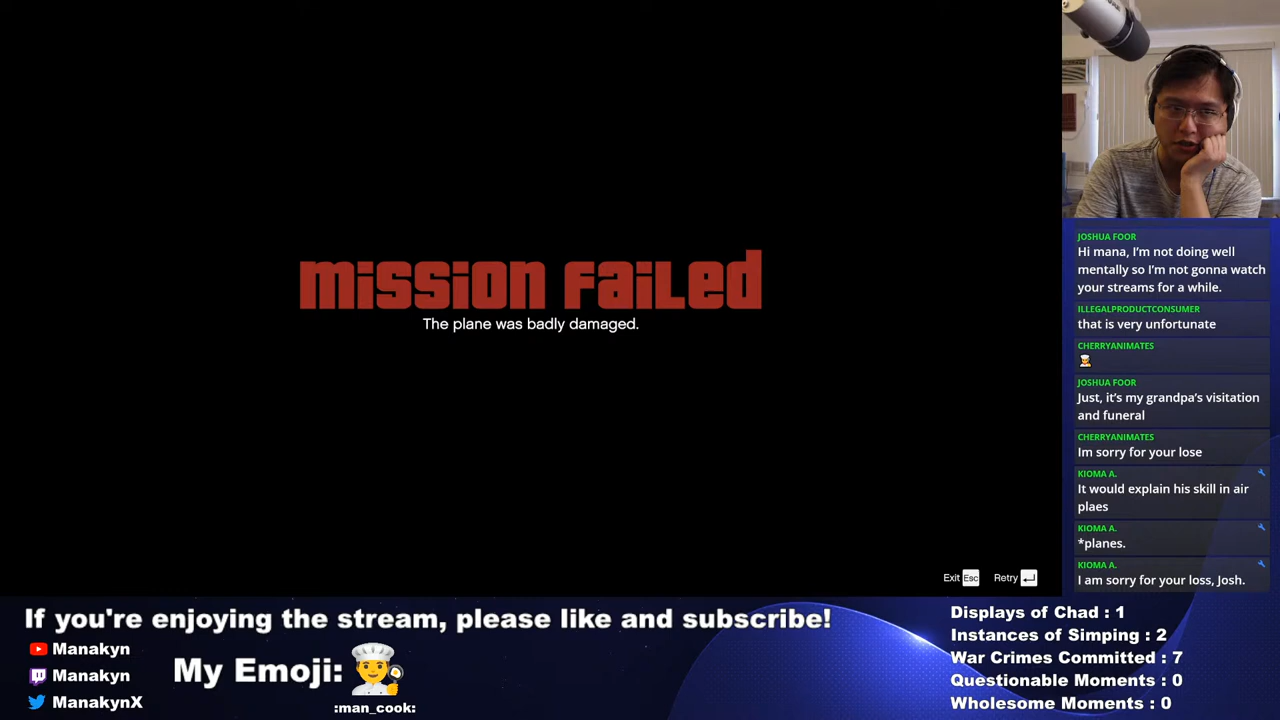 mission failed
The plane was badly damaged.
Exit Esc Retry
JOSHUA FOOR
Hi mana, I'm not doing well
mentally so I'm not gonna watch
your streams for a while.
ILLEGALPRODUCTCONSUMER
that is very unfortunate
CHERRYANIMATES
JOSHUA FOOR
Just, it's my grandpa's visitation
and funeral
CHERRYANIMATES
Im sorry for your lose
KIOMA A.
It would explain his skill in air
plaes
KIOMA A.
*planes.
KIOMA A.
I am sorry for your loss, Josh.
If you're enjoying the stream, please like and subscribe!
Manakyn
Manakyn
ManakynX
My Emoji:
:man_cook:
Displays of Chad : 1
Instances of Simping : 2
War Crimes Committed : 7
Questionable Moments : 0
Wholesome Moments : 0